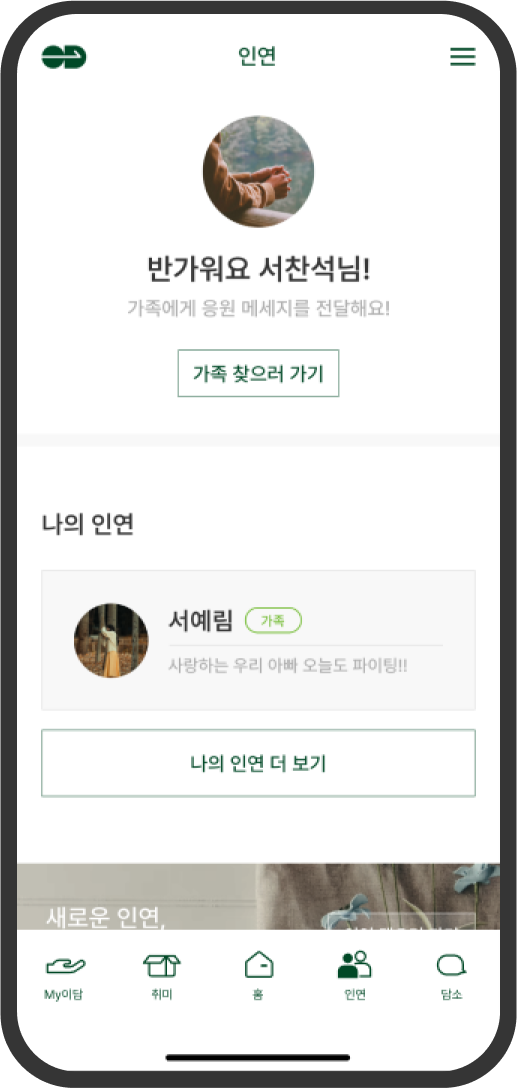 인연
반가워요 서찬석님!
가족에게 응원 메세지를 전달해요!
가족 찾으러 가기
나의 인연
서예림 가족
사랑하는 우리 아빠 오늘도 파이팅!!
나의 인연 더 보기
새로운 인연,
My이담 취미 홈 인연 담소